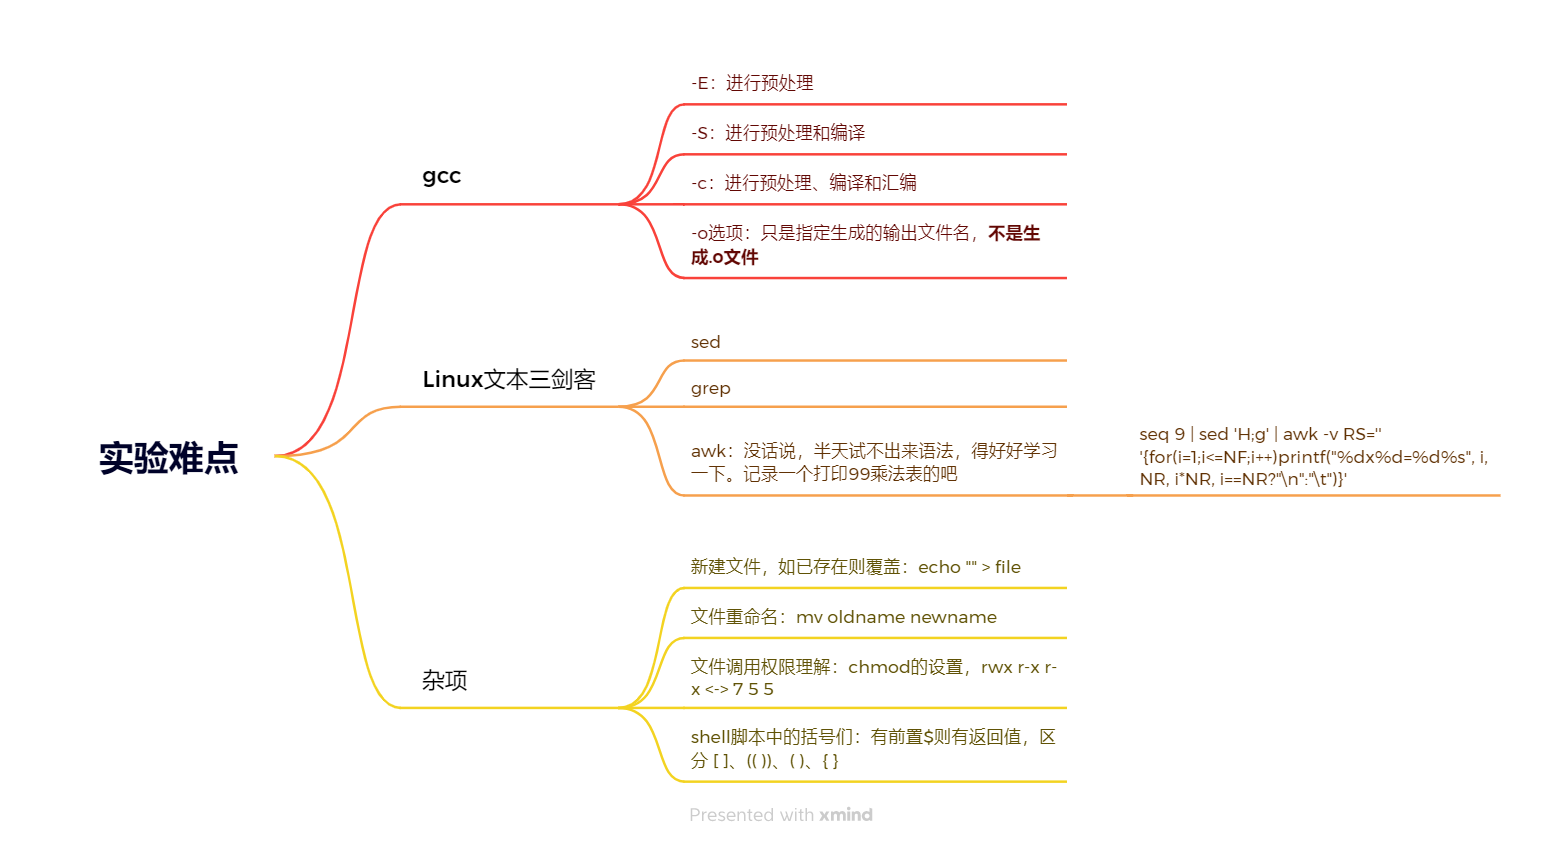 实验难点
gcc
-E：进行预处理
-S：进行预处理和编译
-c：进行预处理、编译和汇编
-o选项：只是指定生成的输出文件名，不是生
成.o文件
Linux文本三剑客
sed
grep
awk：没话说，半天试不出来语法，得好好学习
一下。记录一个打印99乘法表的吧
seq 9 | sed 'H;g' | awk -v RS=''
'{for(i=1;i<=NF;i++)printf("%dx%d=%d%s", i,
NR, i*NR, i==NR?"\n":"\t")}'
杂项
新建文件，如已存在则覆盖：echo "" > file
文件重命名：mv oldname newname
文件调用权限理解：chmod的设置，rwx r-x r-
x <-> 7 5 5
shell脚本中的括号们：有前置$则有返回值，区
分 [ ]、(( ))、( )、{ }
Presented with xmind